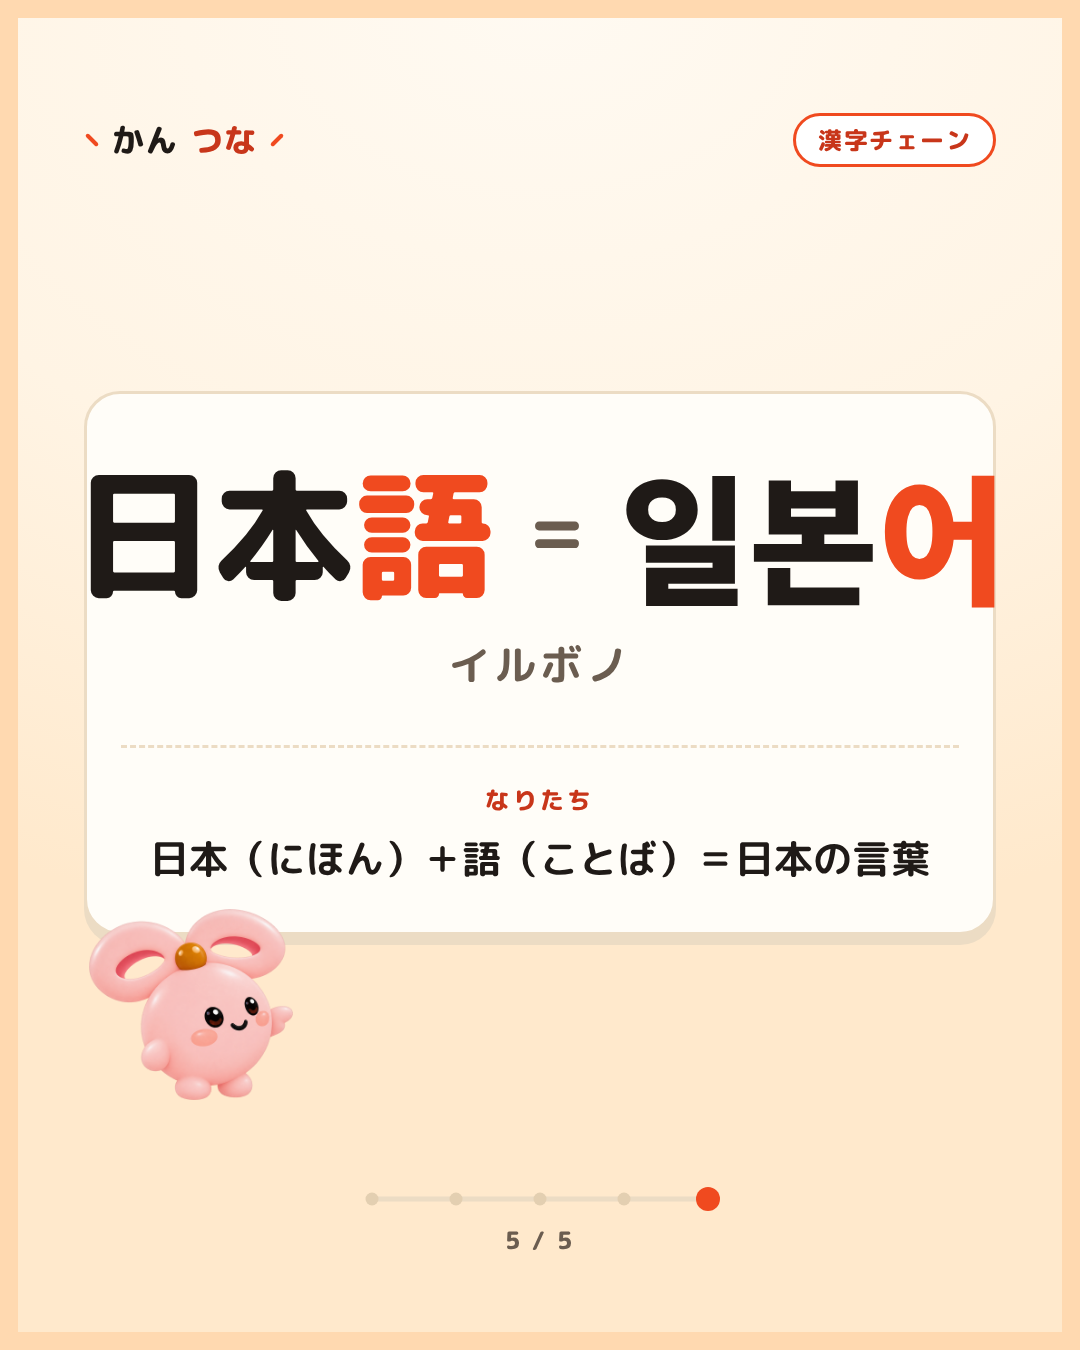 かん つな
漢字チェーン
日本語 = 일본어
イルボノ
なりたち
日本（にほん）＋語（ことば）＝日本の言葉
5 / 5